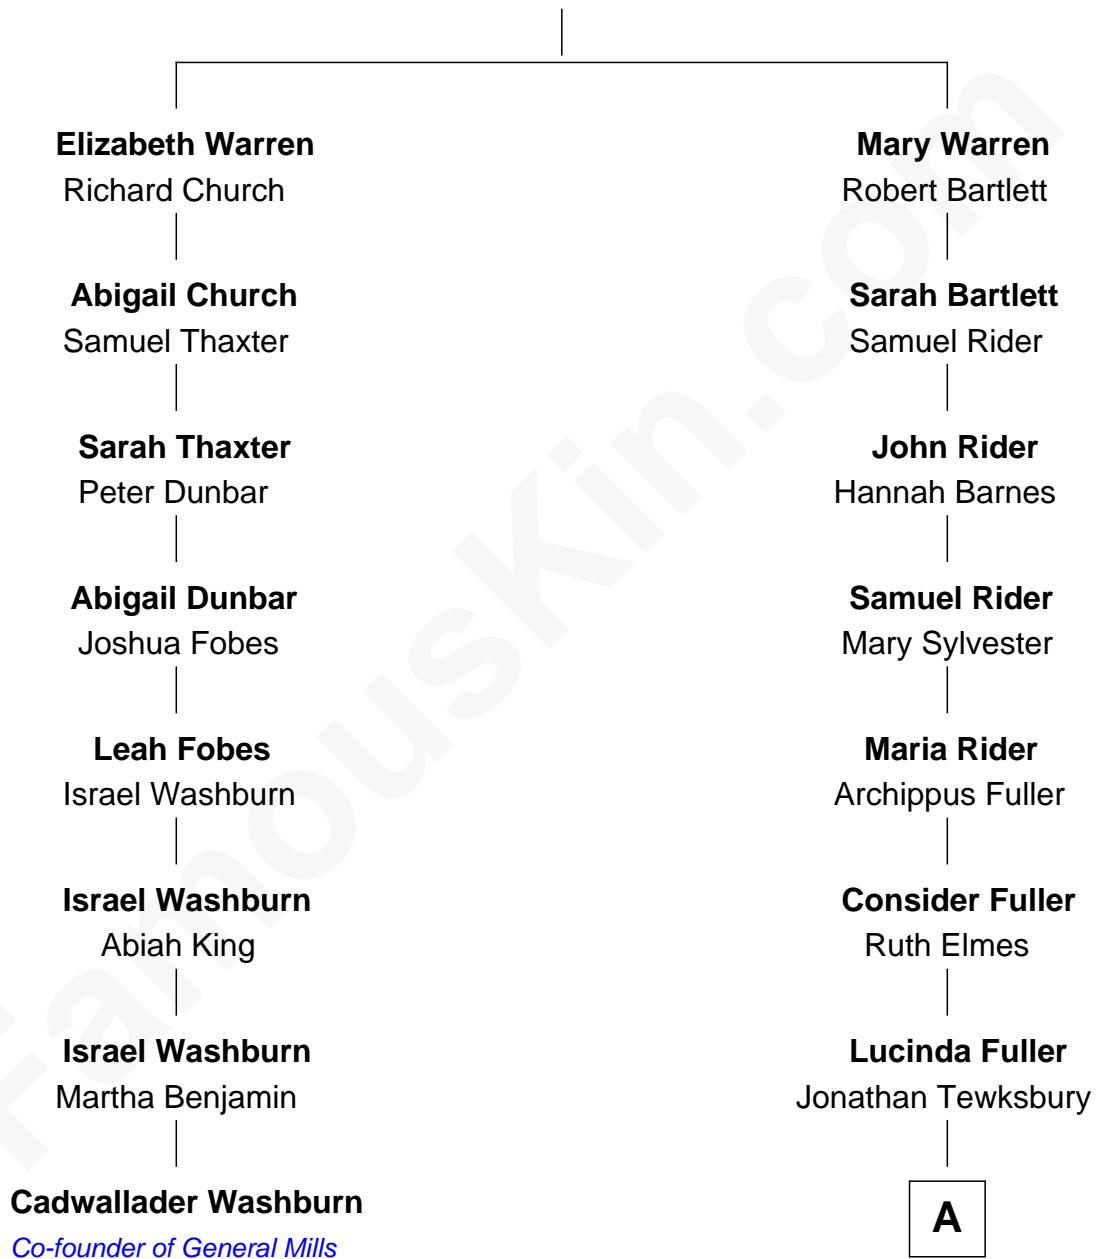 Elizabeth Warren
Richard Church
Mary Warren
Robert Bartlett
Abigail Church
Samuel Thaxter
Sarah Bartlett
Samuel Rider
Sarah Thaxter
Peter Dunbar
John Rider
Hannah Barnes
Abigail Dunbar
Joshua Fobes
Samuel Rider
Mary Sylvester
Leah Fobes
Israel Washburn
Maria Rider
Archippus Fuller
Israel Washburn
Abiah King
Consider Fuller
Ruth Elmes
Israel Washburn
Martha Benjamin
Lucinda Fuller
Jonathan Tewksbury
Cadwallader Washburn
Co-founder of General Mills
A
FamousKin.com